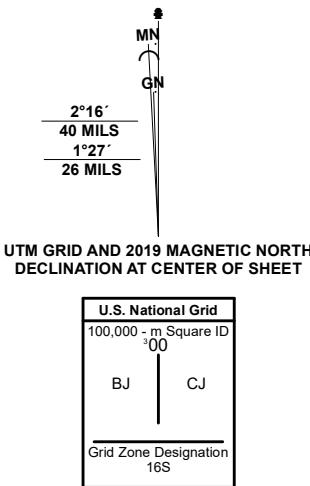 MN
GN
2°16´
40 MILS
1°27´
26 MILS
UTM GRID AND 2019 MAGNETIC NORTH
DECLINATION AT CENTER OF SHEET
U.S. National Grid
100,000 - m Square ID
³00
BJ CJ
Grid Zone Designation
16S